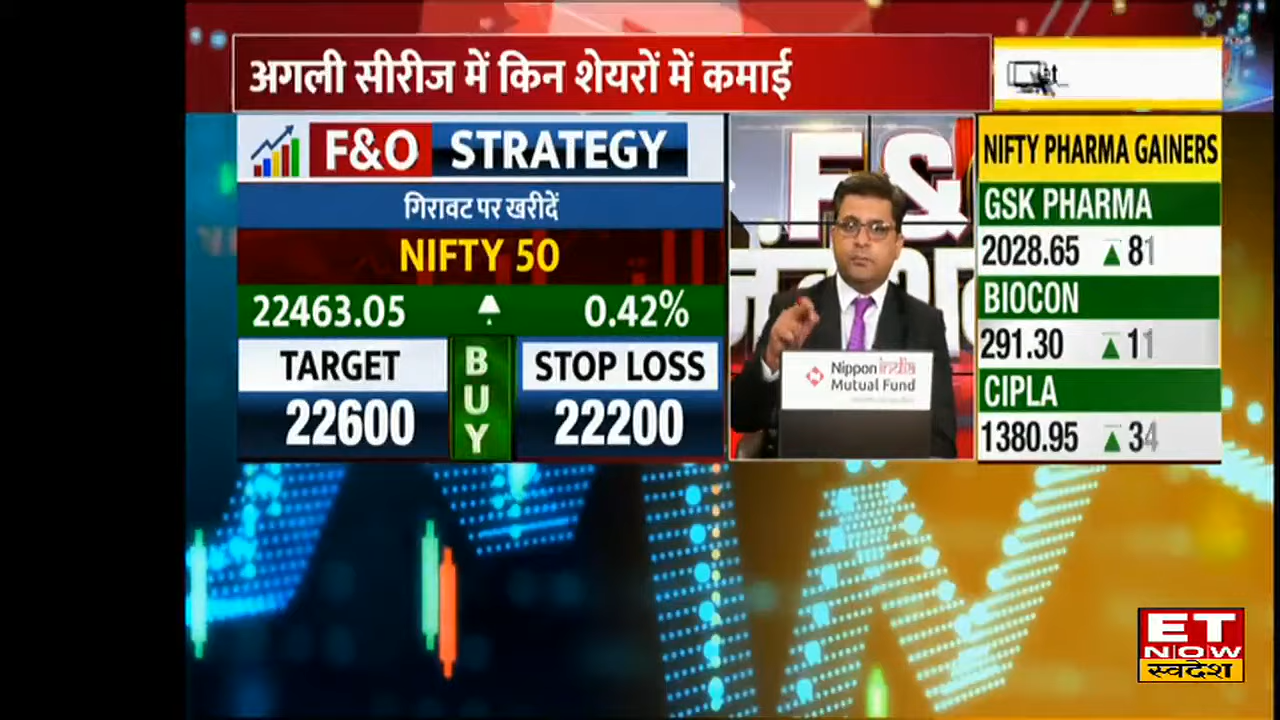 अगली सीरीज में किन शेयरों में कमाई
F&O STRATEGY
गिरावट पर खरीदें
NIFTY 50
22463.05 0.42%
TARGET
22600
BUY
STOP LOSS
22200
F&
Nippon india
Mutual Fund
NIFTY PHARMA GAINERS
GSK PHARMA
2028.65 ▲ 81
BIOCON
291.30 ▲ 11
CIPLA
1380.95 ▲ 34
ET
NOW
स्वदेश